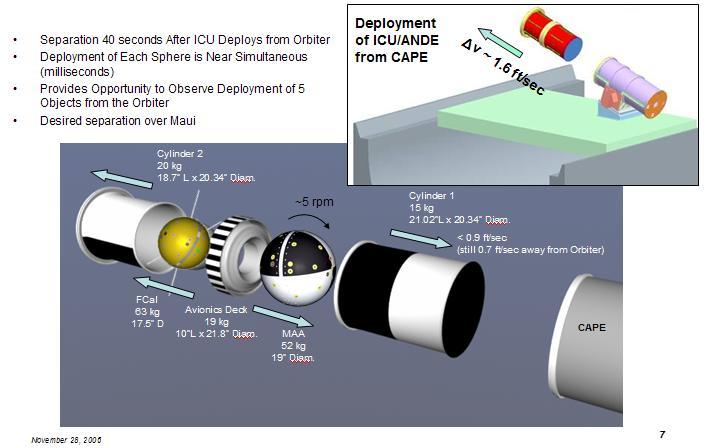 • Separation 40 seconds After ICU Deploys from Orbiter
• Deployment of Each Sphere is Near Simultaneous
(milliseconds)
• Provides Opportunity to Observe Deployment of 5
Objects from the Orbiter
• Desired separation over Maui
Deployment
of ICU/ANDE
from CAPE
Δv ~ 1.6 ft/sec
Cylinder 2
20 kg
18.7" L x 20.34" Diam.
~5 rpm
Cylinder 1
15 kg
21.02"L x 20.34" Diam.
< 0.9 ft/sec
(still 0.7 ft/sec away from Orbiter)
FCal
63 kg
17.5" D
Avionics Deck
19 kg
10"L x 21.8" Diam.
MAA
52 kg
19" Diam.
CAPE
November 28, 2006
7